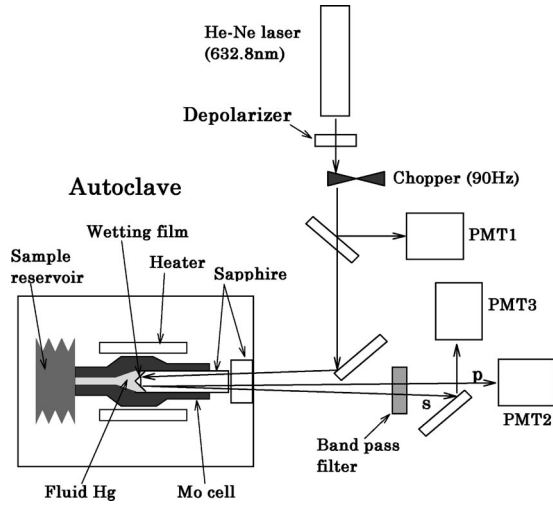 He-Ne laser
(632.8nm)
Depolarizer
Chopper (90Hz)
Autoclave
PMT1
Wetting film
Sample
reservoir
Heater
Sapphire
PMT3
p
s
PMT2
Band pass
filter
Fluid Hg
Mo cell